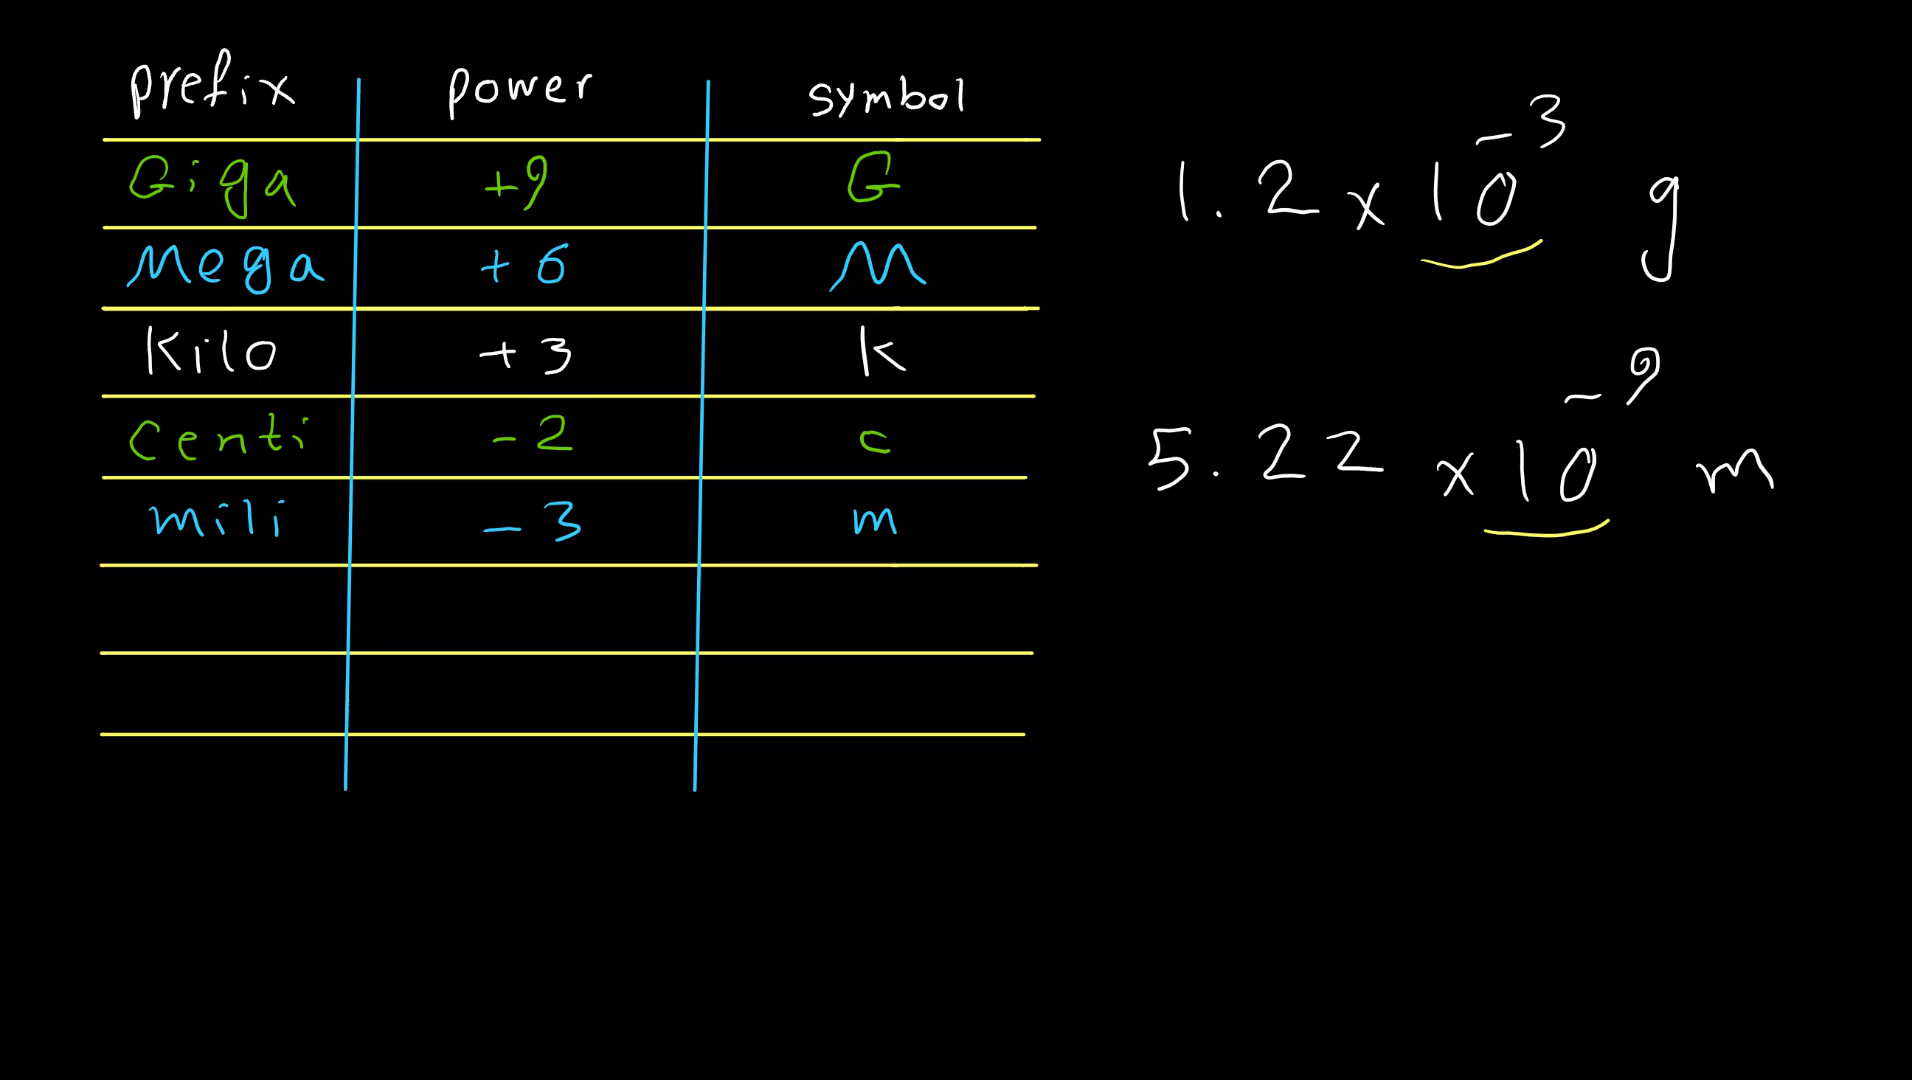 prefix power symbol
Giga +9 G
Mega +6 M
Kilo +3 k
centi -2 c
mili -3 m
1.2 x 10⁻³ g
5.22 x 10⁻⁹ m